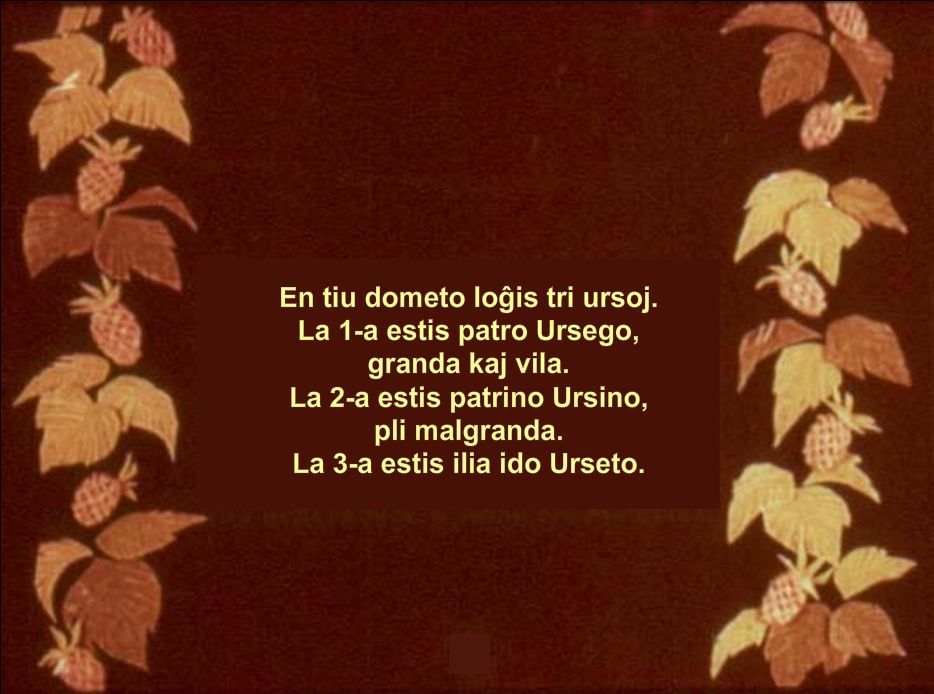 En tiu dometo loĝis tri ursoj.
La 1-a estis patro Ursego,
granda kaj vila.
La 2-a estis patrino Ursino,
pli malgranda.
La 3-a estis ilia ido Urseto.